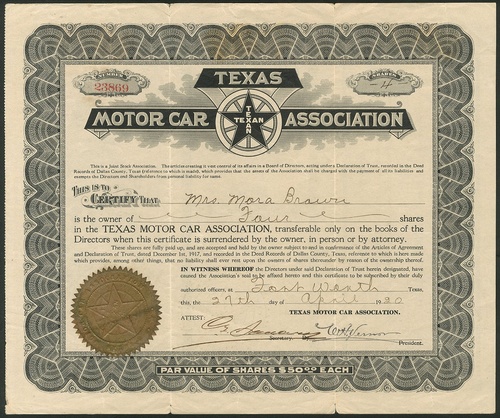 NUMBER
23869
TEXAS
SHARES
-4-
MOTOR CAR
TEXAN
TEXAN
ASSOCIATION
This is a Joint Stock Association. The articles creating it vest control of its affairs in a Board of Directors, acting under a Declaration of Trust, recorded in the Deed
Records of Dallas County, Texas (reference to which is made), which provides that the assets of the Association shall be charged with the payment of all its liabilities and
exempts the Directors and Shareholders from personal liability for same.
THIS IS TO
CERTIFY THAT
Mrs. Mora Brown
is the owner of Four shares
in the TEXAS MOTOR CAR ASSOCIATION, transferable only on the books of the
Directors when this certificate is surrendered by the owner, in person or by attorney.
These shares are fully paid up, and are accepted and held by the owner subject to and in conformance of the Articles of Agreement
and Declaration of Trust, dated December 1st, 1917, and recorded in the Deed Records of Dallas County, Texas, reference to which is here made
which provides, among other things, that no liability shall ever rest upon the owner of shares thereunder by reason of the ownership thereof.
IN WITNESS WHEREOF the Directors under said Declaration of Trust herein designated, have
issued the Association's seal to be affixed hereto and this certificate to be subscribed by their duly
authorized officers, at Fort Worth Texas,
this, the 27th day of April 1920
TEXAS MOTOR CAR ASSOCIATION.
ATTEST:
Vernon
Secretary. By
President.
PAR VALUE OF SHARES $50.00 EACH